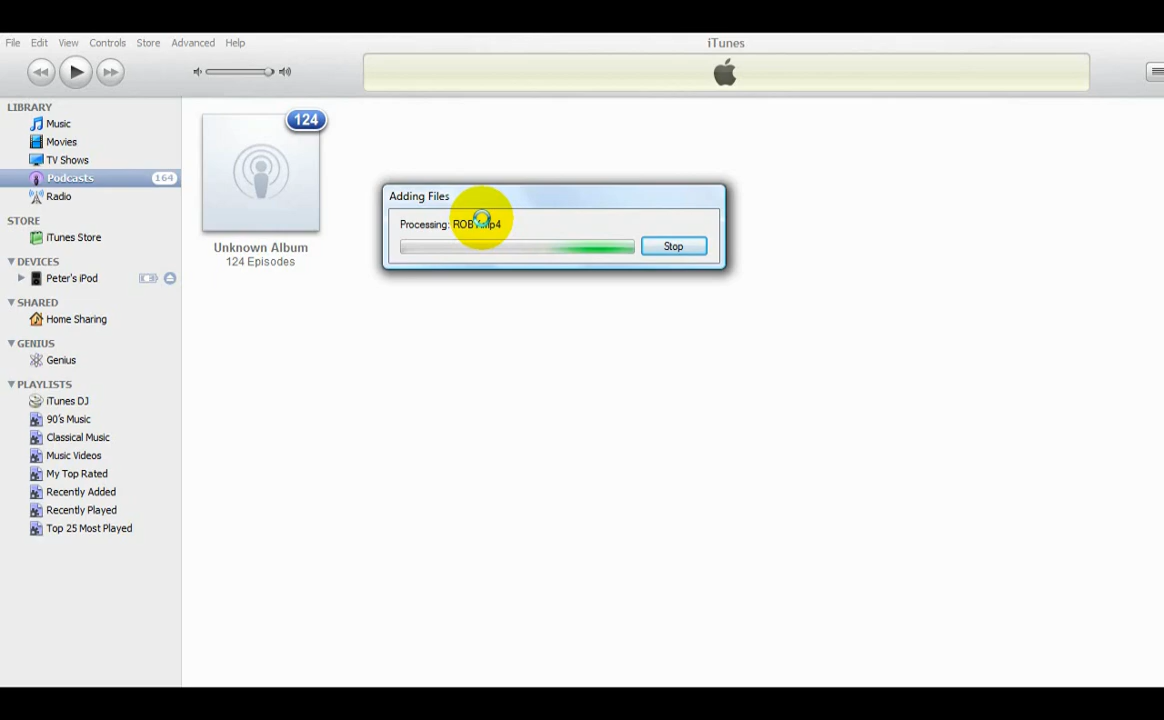 File Edit View Controls Store Advanced Help
iTunes
LIBRARY
Music
Movies
TV Shows
Podcasts 164
Radio
STORE
iTunes Store
DEVICES
Peter's iPod
SHARED
Home Sharing
GENIUS
Genius
PLAYLISTS
iTunes DJ
90's Music
Classical Music
Music Videos
My Top Rated
Recently Added
Recently Played
Top 25 Most Played
124
Unknown Album
124 Episodes
Adding Files
Processing:
Stop